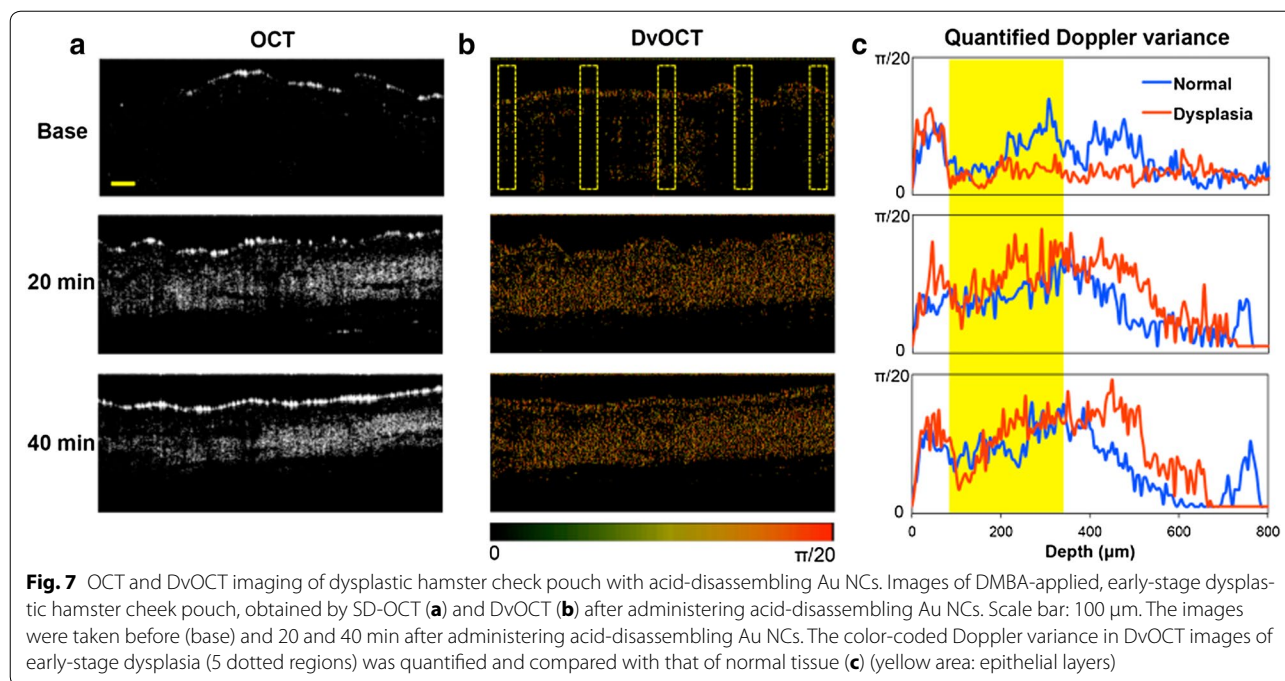 a OCT b DvOCT c Quantified Doppler variance
Base
π/20
Normal
Dysplasia
0
20 min
π/20
0
40 min
π/20
0
0 π/20
0 200 400 600 800
Depth (μm)
Fig. 7 OCT and DvOCT imaging of dysplastic hamster check pouch with acid-disassembling Au NCs. Images of DMBA-applied, early-stage dysplas-
tic hamster cheek pouch, obtained by SD-OCT (a) and DvOCT (b) after administering acid-disassembling Au NCs. Scale bar: 100 μm. The images
were taken before (base) and 20 and 40 min after administering acid-disassembling Au NCs. The color-coded Doppler variance in DvOCT images of
early-stage dysplasia (5 dotted regions) was quantified and compared with that of normal tissue (c) (yellow area: epithelial layers)